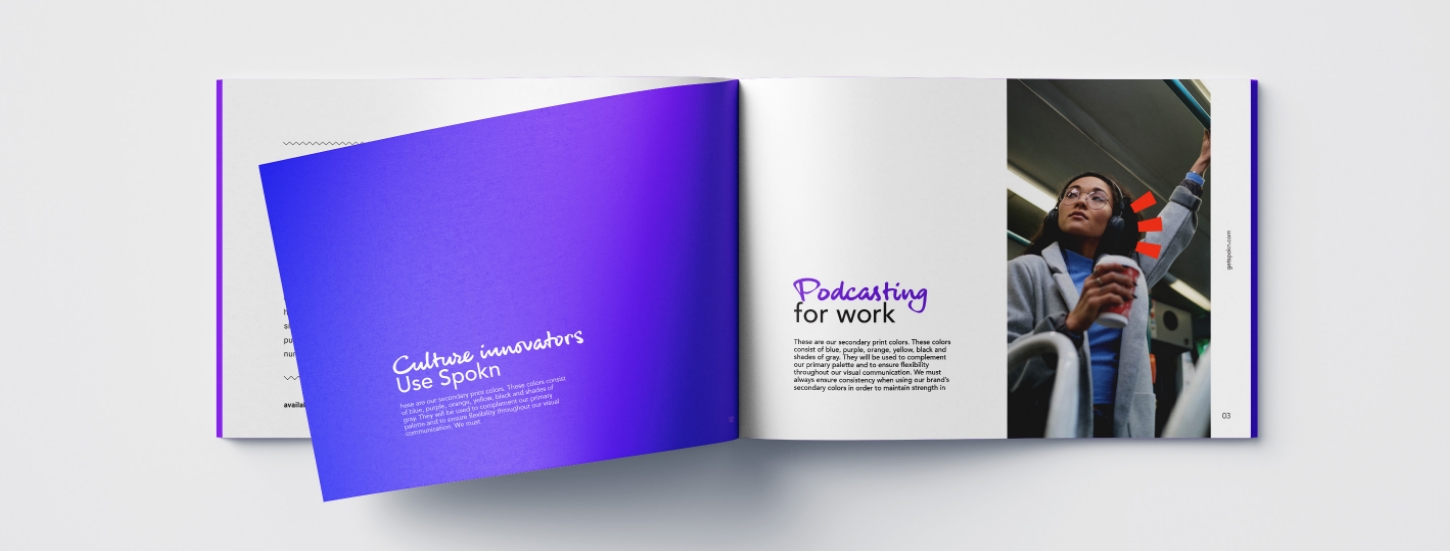 Culture innovators
Use Spokn
hese are our secondary print colors. These colors consist
of blue, purple, orange, yellow, black and shades of
gray. They will be used to complement our primary
palette and to ensure flexibility throughout our visual
communication. We must
Podcasting
for work
These are our secondary print colors. These colors
consist of blue, purple, orange, yellow, black and
shades of gray. They will be used to complement
our primary palette and to ensure flexibility
throughout our visual communication. We must
always ensure consistency when using our brand's
secondary colors in order to maintain strength in
getspokn.com
03